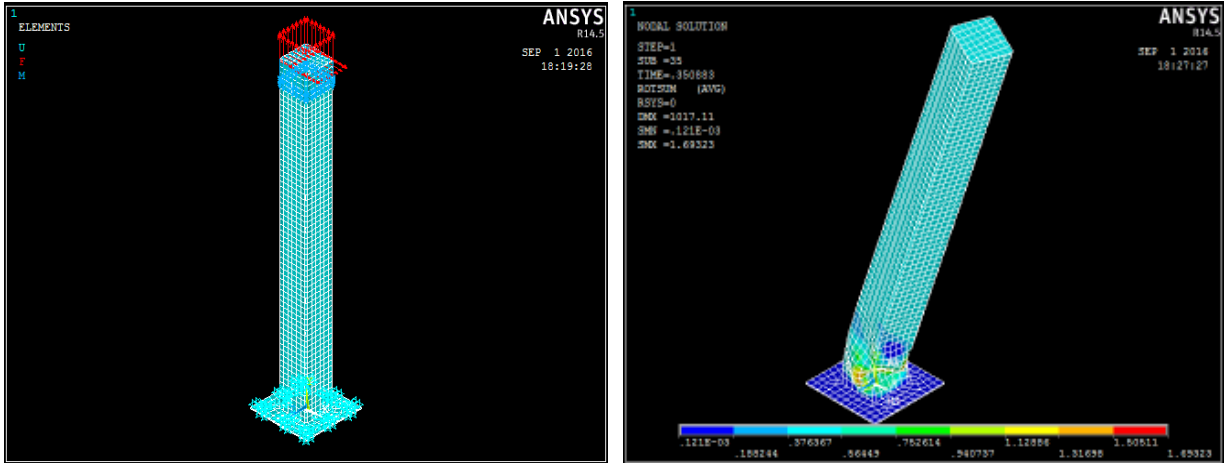 1
ELEMENTS
U
F
M
ANSYS
R14.5
SEP 1 2016
18:19:28
1
NODAL SOLUTION
STEP=1
SUB =35
TIME=.350883
ROTSUM (AVG)
RSYS=0
DMX =1017.11
SMN =.121E-03
SMX =1.69323
ANSYS
R14.5
SEP 1 2016
18:27:27
.121E-03 .376367 .752614 1.12886 1.50511
.188244 .56449 .940737 1.31698 1.69323